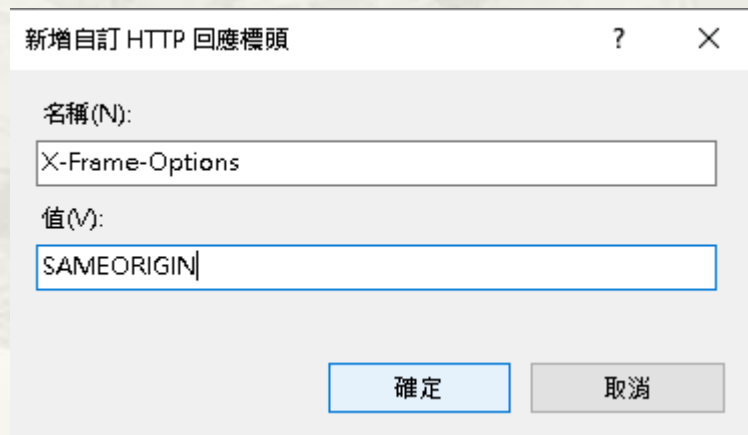 新增自訂 HTTP 回應標頭 ? ×
名稱(N):
X-Frame-Options
值(V):
SAMEORIGIN
確定 取消